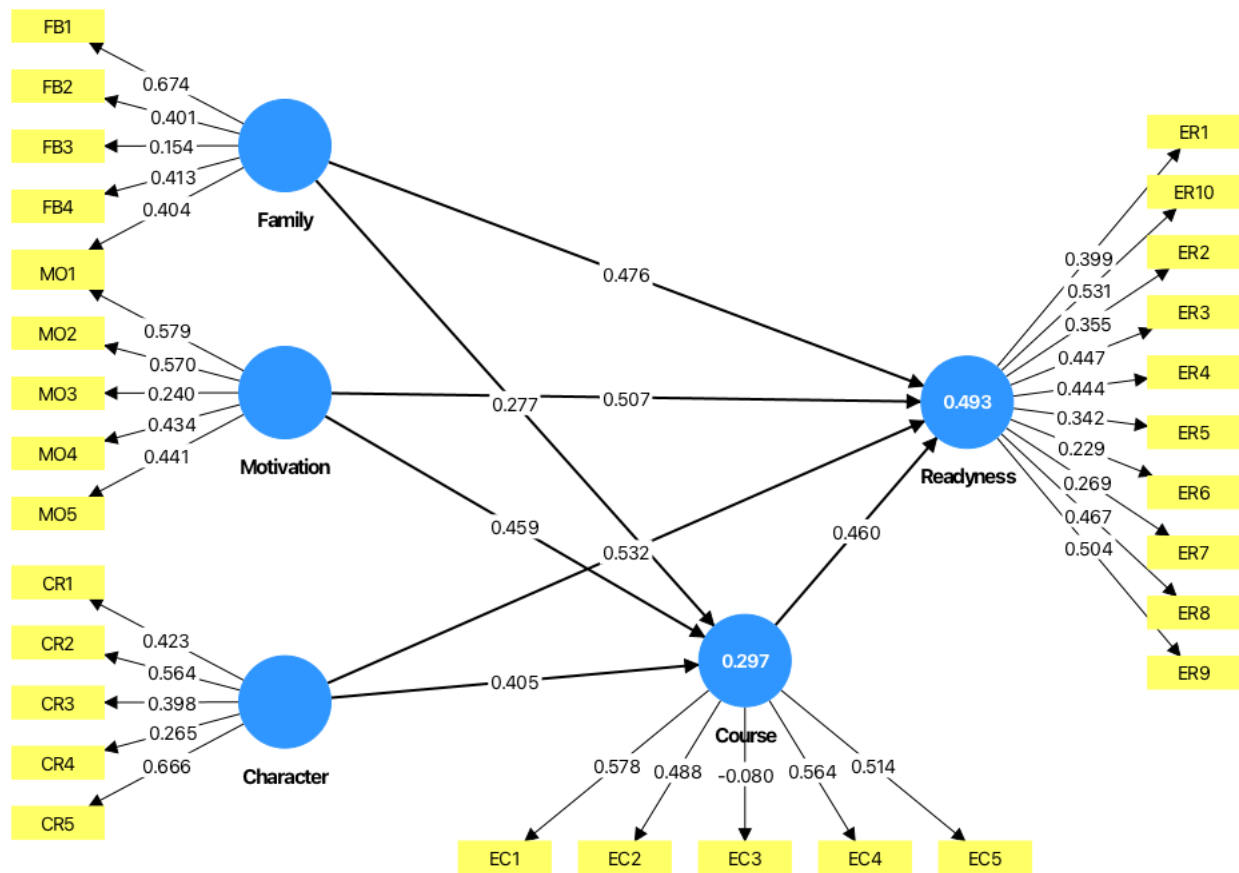 FB1
0.674
FB2
0.401
FB3
0.154
FB4
0.413
0.404
Family
MO1
0.579
MO2
0.570
MO3
0.240
MO4
0.434
0.441
MO5
Motivation
CR1
0.423
CR2
0.564
CR3
0.398
CR4
0.265
0.666
CR5
Character
0.476
0.277
0.507
0.459
0.532
0.405
0.460
0.493
Readyness
0.297
Course
0.578
0.488
-0.080
0.564
0.514
EC1
EC2
EC3
EC4
EC5
ER1
0.399
ER10
0.531
ER2
0.355
ER3
0.447
ER4
0.444
ER5
0.342
ER6
0.229
ER7
0.269
ER8
0.467
ER9
0.504